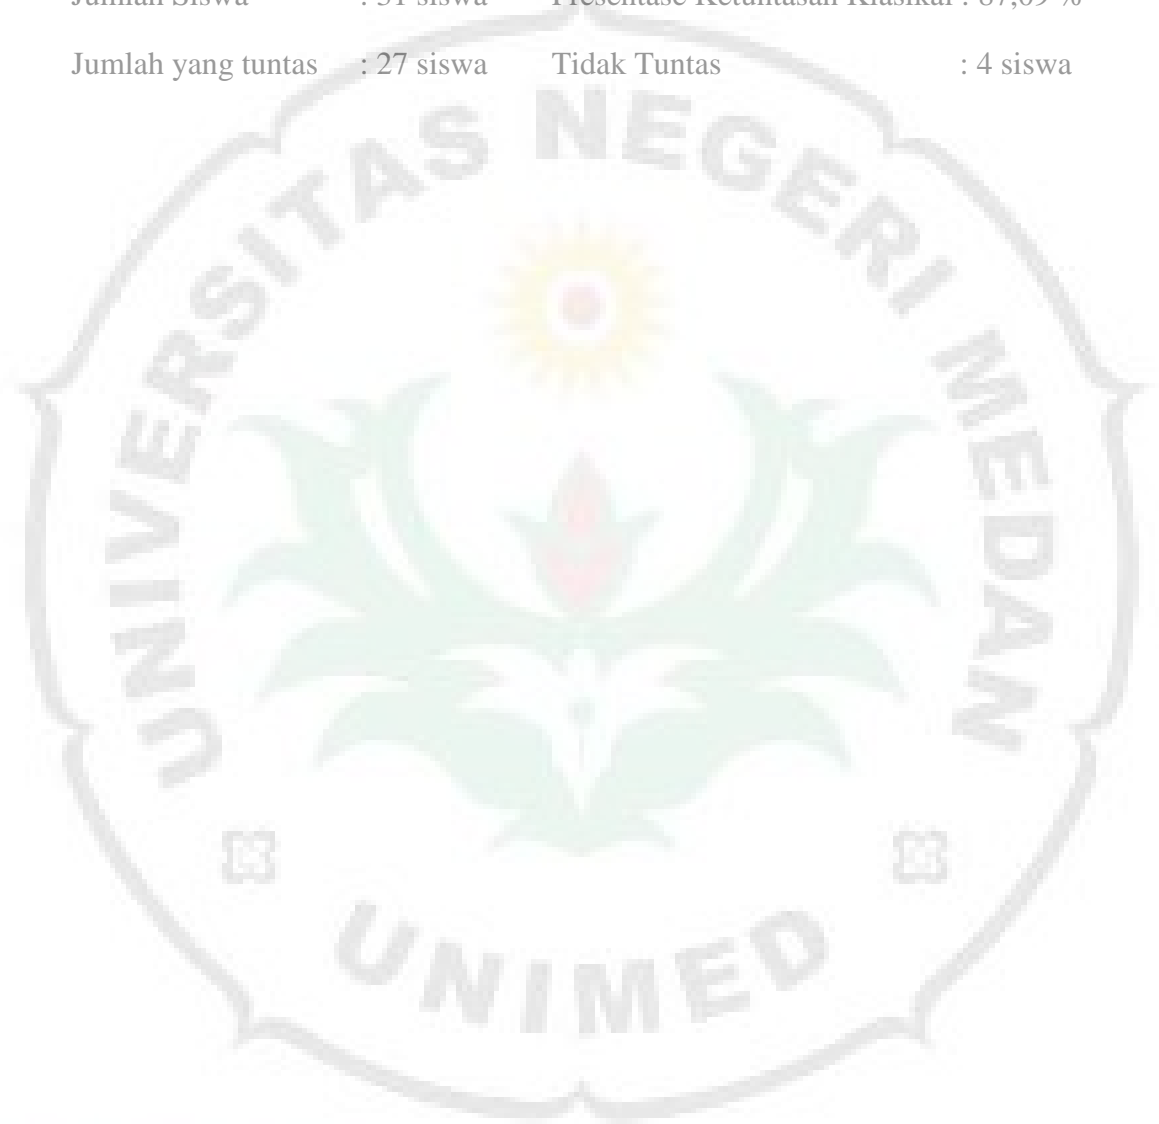 Jumlah Siswa : 31 siswa Presentase Ketuntasan Klasikal : 87,09 %
Jumlah yang tuntas : 27 siswa Tidak Tuntas : 4 siswa
UNIVERSITAS NEGERI MEDAN
UNIMED